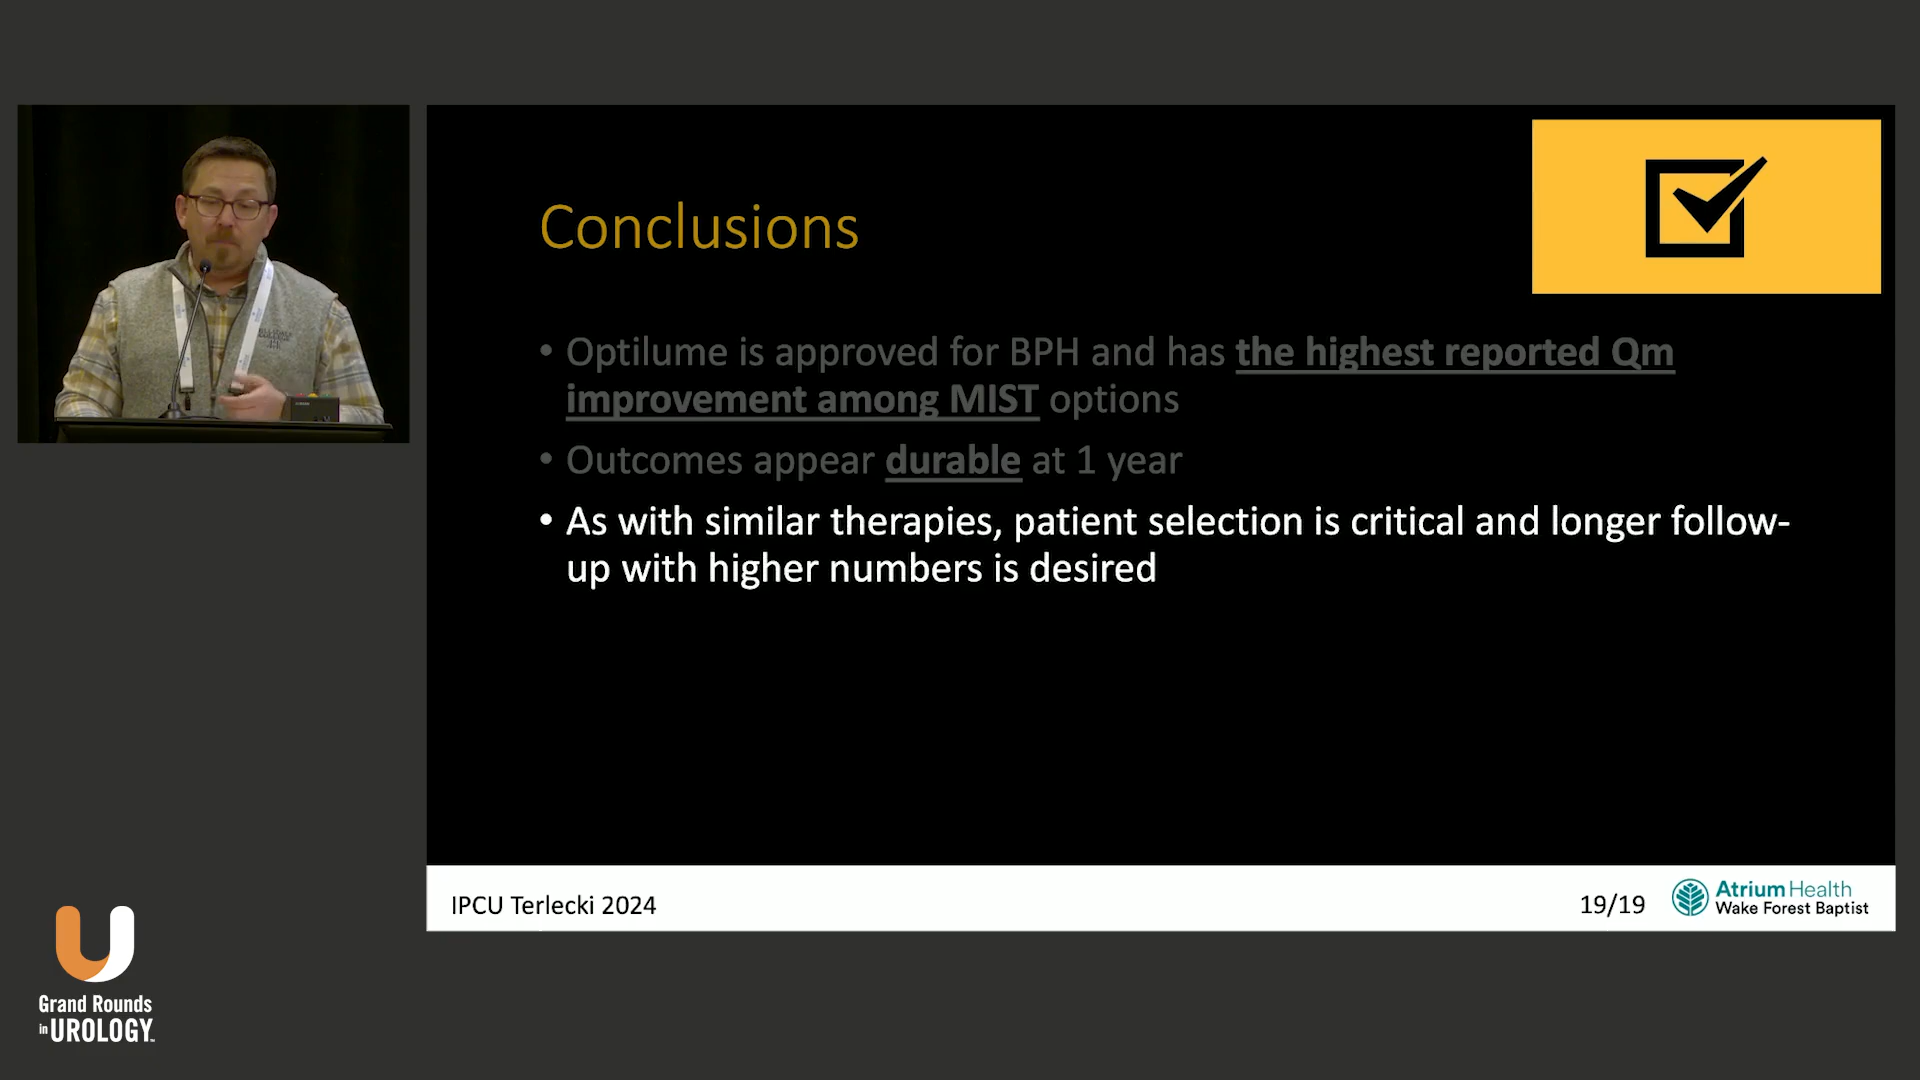 Conclusions
• Optilume is approved for BPH and has the highest reported Qm
improvement among MIST options
• Outcomes appear durable at 1 year
• As with similar therapies, patient selection is critical and longer follow-
up with higher numbers is desired
IPCU Terlecki 2024
19/19
Atrium Health
Wake Forest Baptist
Grand Rounds
in UROLOGY